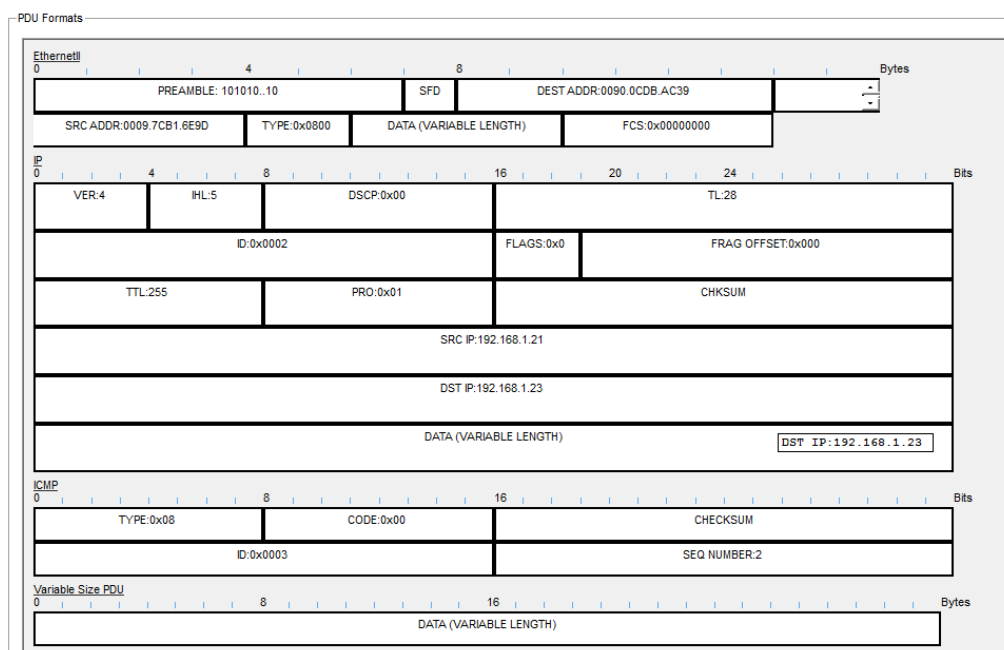 PDU Formats
EthernetII
0 4 8 Bytes
PREAMBLE: 101010..10 SFD DEST ADDR:0090.0CDB.AC39
SRC ADDR:0009.7CB1.6E9D TYPE:0x0800 DATA (VARIABLE LENGTH) FCS:0x00000000
IP
0 4 8 16 20 24 Bits
VER:4 IHL:5 DSCP:0x00 TL:28
ID:0x0002 FLAGS:0x0 FRAG OFFSET:0x000
TTL:255 PRO:0x01 CHKSUM
SRC IP:192.168.1.21
DST IP:192.168.1.23
DATA (VARIABLE LENGTH)
DST IP:192.168.1.23
ICMP
0 8 16 Bits
TYPE:0x08 CODE:0x00 CHECKSUM
ID:0x0003 SEQ NUMBER:2
Variable Size PDU
0 8 16 Bytes
DATA (VARIABLE LENGTH)